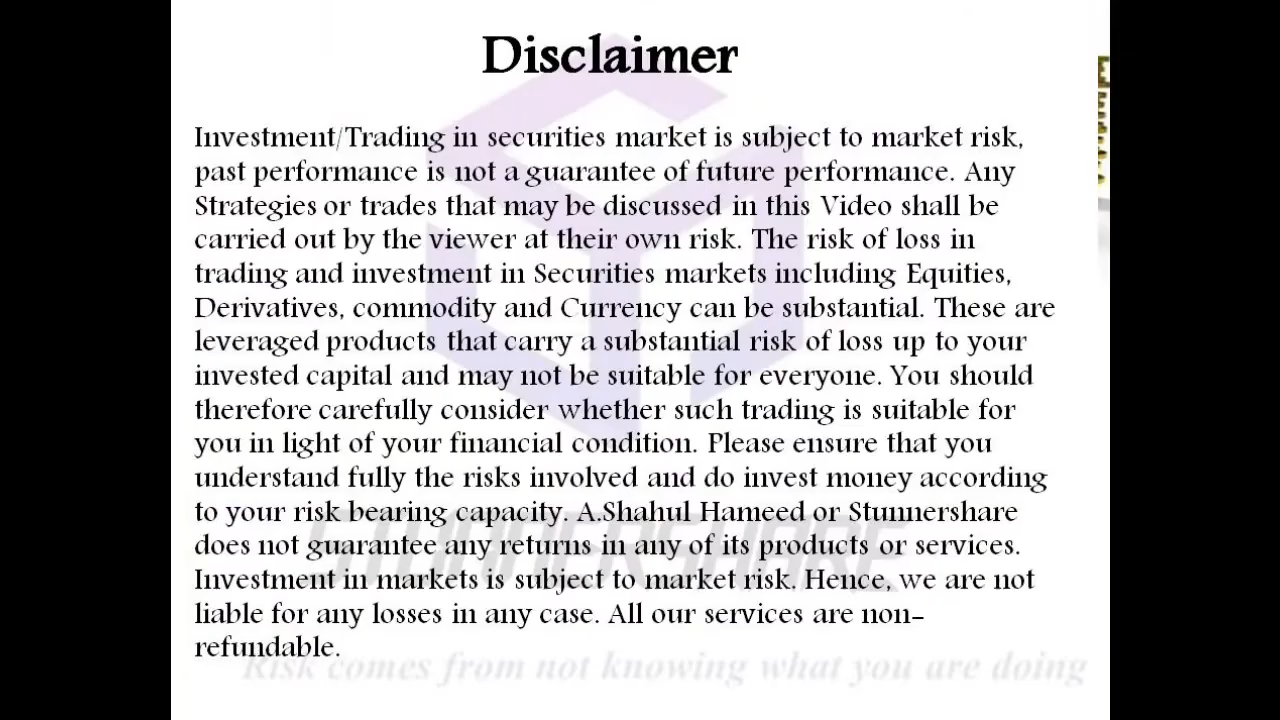 Disclaimer
Investment/Trading in securities market is subject to market risk,
past performance is not a guarantee of future performance. Any
Strategies or trades that may be discussed in this Video shall be
carried out by the viewer at their own risk. The risk of loss in
trading and investment in Securities markets including Equities,
Derivatives, commodity and Currency can be substantial. These are
leveraged products that carry a substantial risk of loss up to your
invested capital and may not be suitable for everyone. You should
therefore carefully consider whether such trading is suitable for
you in light of your financial condition. Please ensure that you
understand fully the risks involved and do invest money according
to your risk bearing capacity. A.Shahul Hameed or Stunnershare
does not guarantee any returns in any of its products or services.
Investment in markets is subject to market risk. Hence, we are not
liable for any losses in any case. All our services are non-
refundable.
STUNNERSHARE
Risk comes from not knowing what you are doing